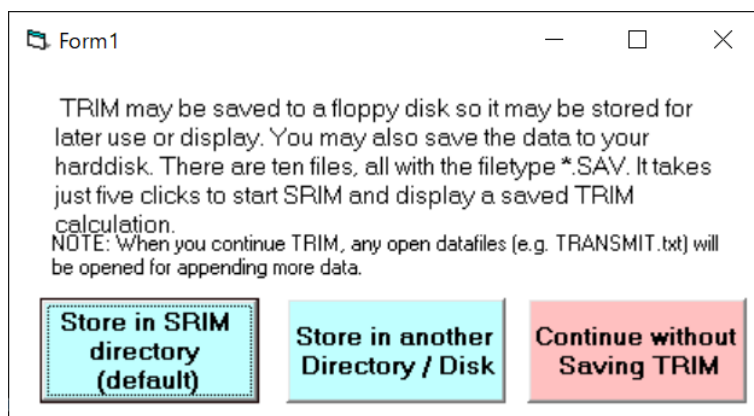 Form1
TRIM may be saved to a floppy disk so it may be stored for
later use or display. You may also save the data to your
harddisk. There are ten files, all with the filetype *.SAV. It takes
just five clicks to start SRIM and display a saved TRIM
calculation.
NOTE: When you continue TRIM, any open datafiles (e.g. TRANSMIT.txt) will
be opened for appending more data.
Store in SRIM
directory
(default)
Store in another
Directory / Disk
Continue without
Saving TRIM